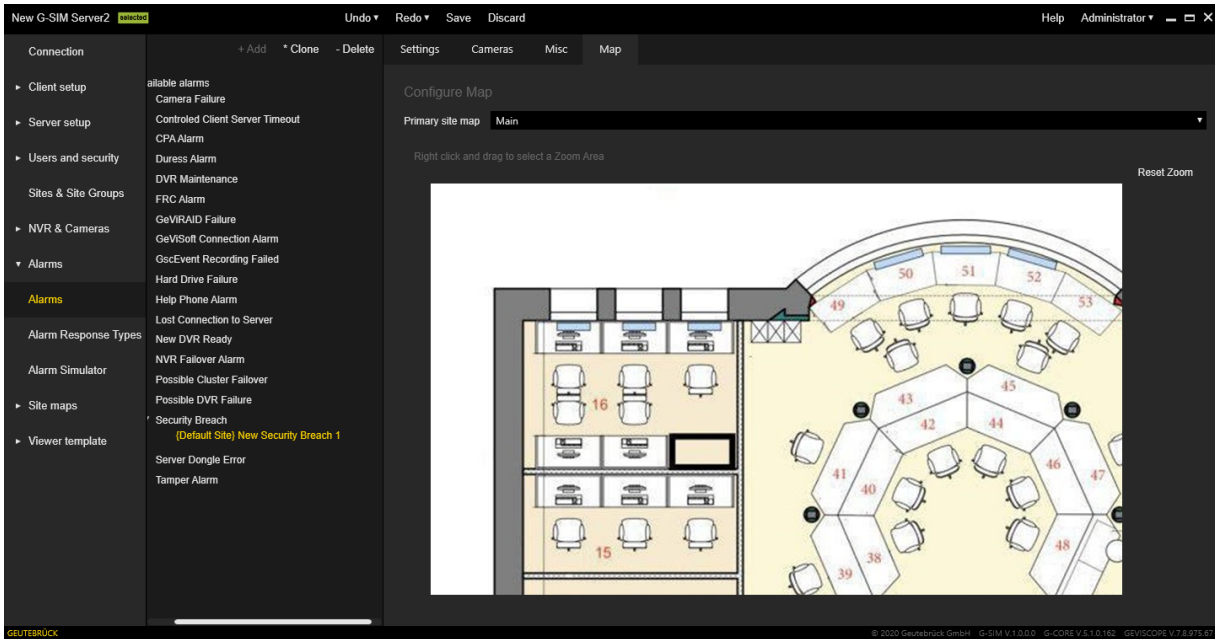 New G-SIM Server2 selected Undo Redo Save Discard Help Administrator
Connection
Client setup
Server setup
Users and security
Sites & Site Groups
NVR & Cameras
Alarms
Alarms
Alarm Response Types
Alarm Simulator
Site maps
Viewer template
+ Add * Clone - Delete
ailable alarms
Camera Failure
Controled Client Server Timeout
CPA Alarm
Duress Alarm
DVR Maintenance
FRC Alarm
GeViRAID Failure
GeViSoft Connection Alarm
GscEvent Recording Failed
Hard Drive Failure
Help Phone Alarm
Lost Connection to Server
New DVR Ready
NVR Failover Alarm
Possible Cluster Failover
Possible DVR Failure
Security Breach
{Default Site} New Security Breach 1
Server Dongle Error
Tamper Alarm
Settings Cameras Misc Map
Configure Map
Primary site map Main
Right click and drag to select a Zoom Area
Reset Zoom
49 50 51 52 53
16
43 45
42 44
41 40 46 47
15
39 38 48
GEUTEBRÜCK
© 2020 Geutebrück GmbH G-SIM V.1.0.0.0 G-CORE V.5.1.0.162 GEVISCOPE V.7.8.975.67